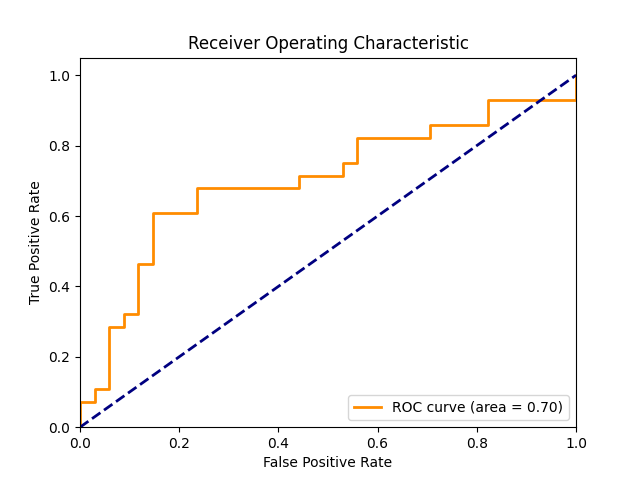 Receiver Operating Characteristic
True Positive Rate
1.0
0.8
0.6
0.4
0.2
0.0
0.0 0.2 0.4 0.6 0.8 1.0
False Positive Rate
ROC curve (area = 0.70)